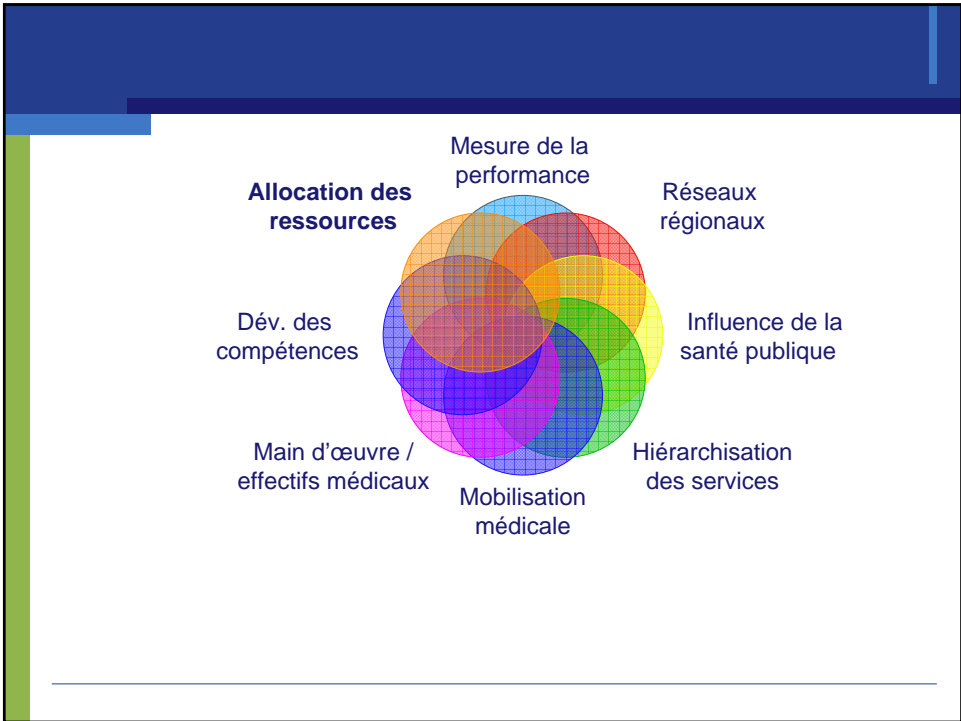 Mesure de la
performance
Allocation des
ressources
Réseaux
régionaux
Dév. des
compétences
Influence de la
santé publique
Main d'œuvre /
effectifs médicaux
Hiérarchisation
des services
Mobilisation
médicale